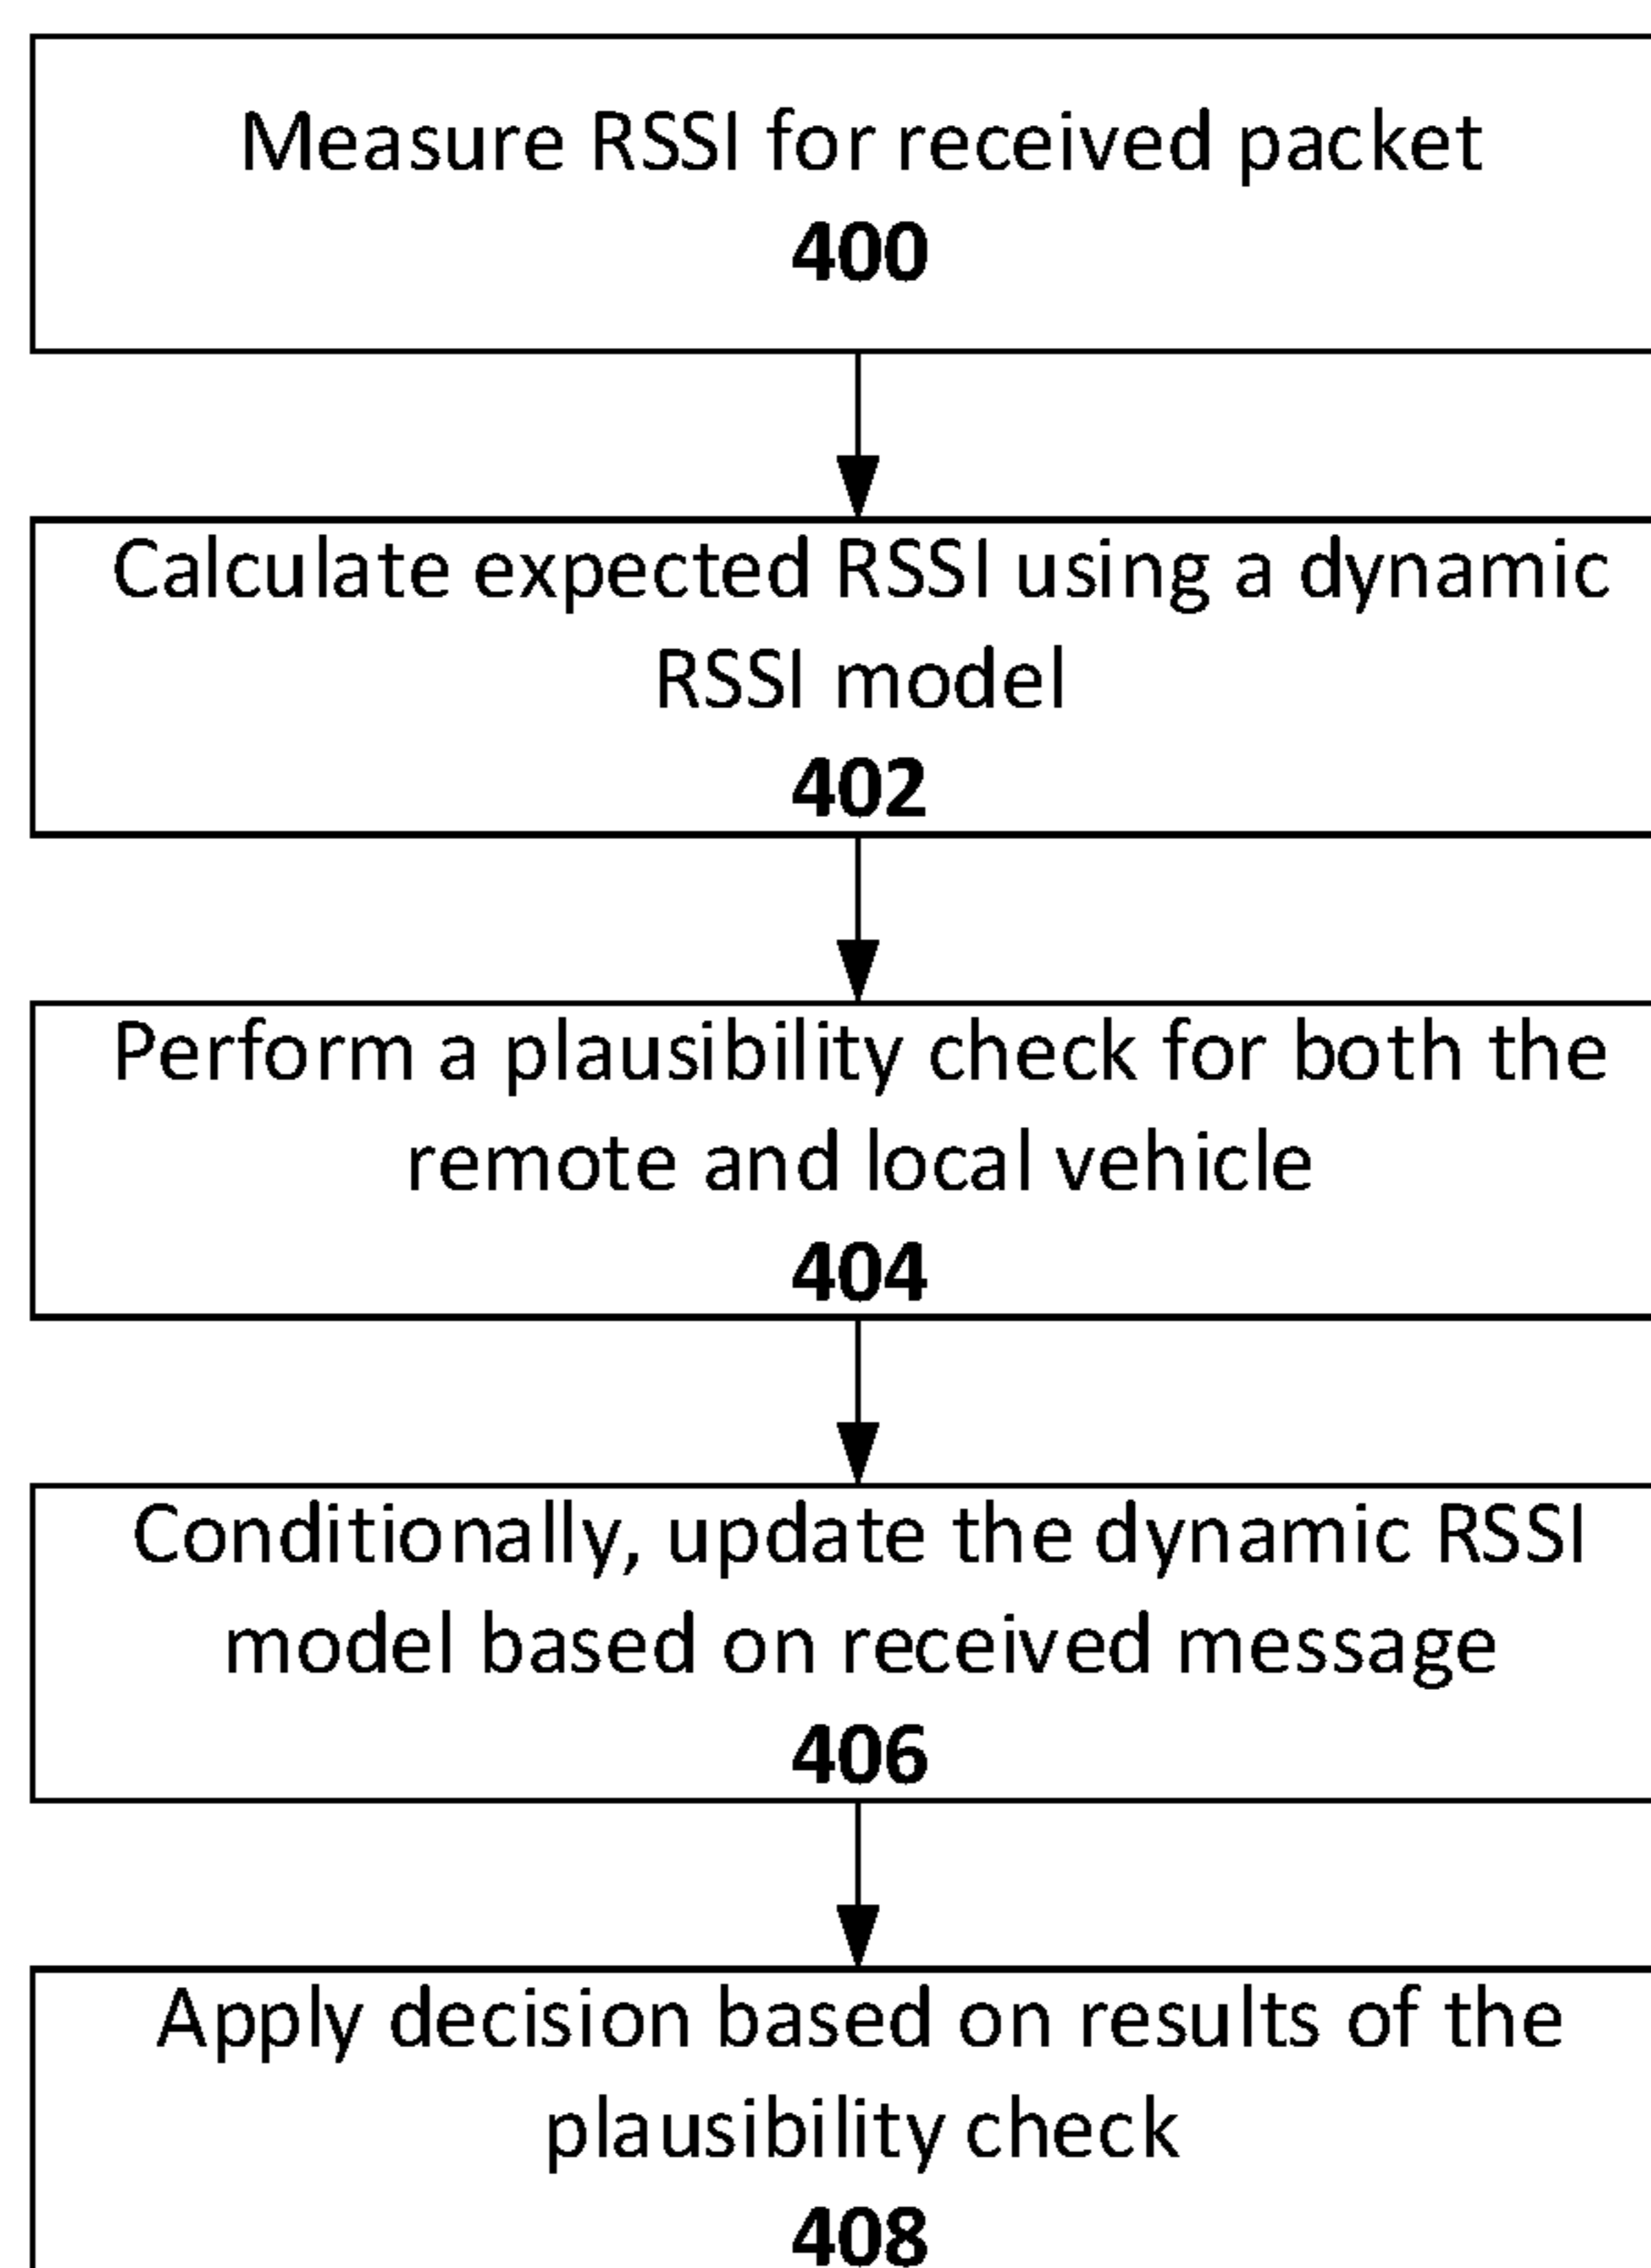 Measure RSSI for received packet
400
Calculate expected RSSI using a dynamic
RSSI model
402
Perform a plausibility check for both the
remote and local vehicle
404
Conditionally, update the dynamic RSSI
model based on received message
406
Apply decision based on results of the
plausibility check
408